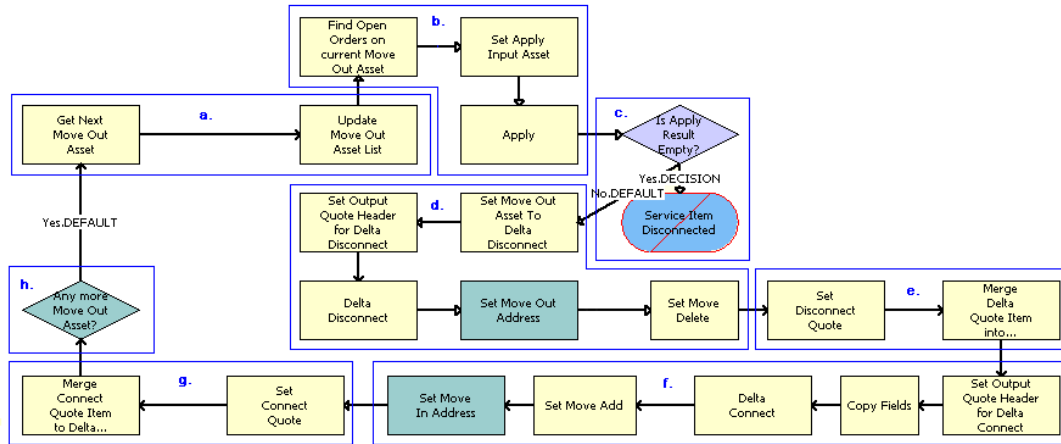 b.
Find Open
Orders on
current Move
Out Asset
Set Apply
Input Asset
a.
Get Next
Move Out
Asset
Update
Move Out
Asset List
Apply
c.
Is Apply
Result
Empty?
Yes.DECISION
No.DEFAULT
Service Item
Disconnected
Yes.DEFAULT
d.
Set Output
Quote Header
for Delta
Disconnect
Set Move Out
Asset To
Delta
Disconnect
Delta
Disconnect
Set Move Out
Address
Set Move
Delete
e.
Set
Disconnect
Quote
Merge
Delta
Quote Item
into...
h.
Any more
Move Out
Asset?
g.
Merge
Connect
Quote Item
to Delta...
Set
Connect
Quote
f.
Set Move
In Address
Set Move Add
Delta
Connect
Copy Fields
Set Output
Quote Header
for Delta
Connect